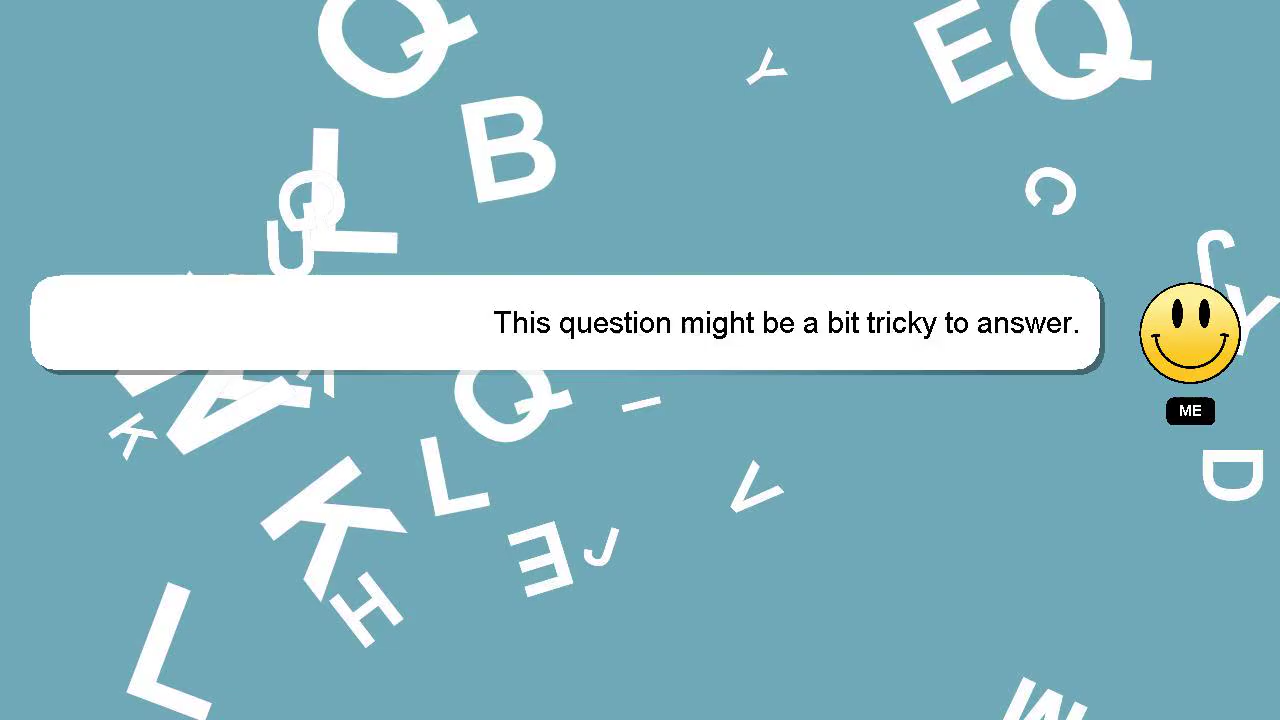 Q
E
Q
Y
B
I
Q
C
L
U
J
Y
This question might be a bit tricky to answer.
ME
A
K
K
Q
I
L
K
V
D
E
J
H
L
M